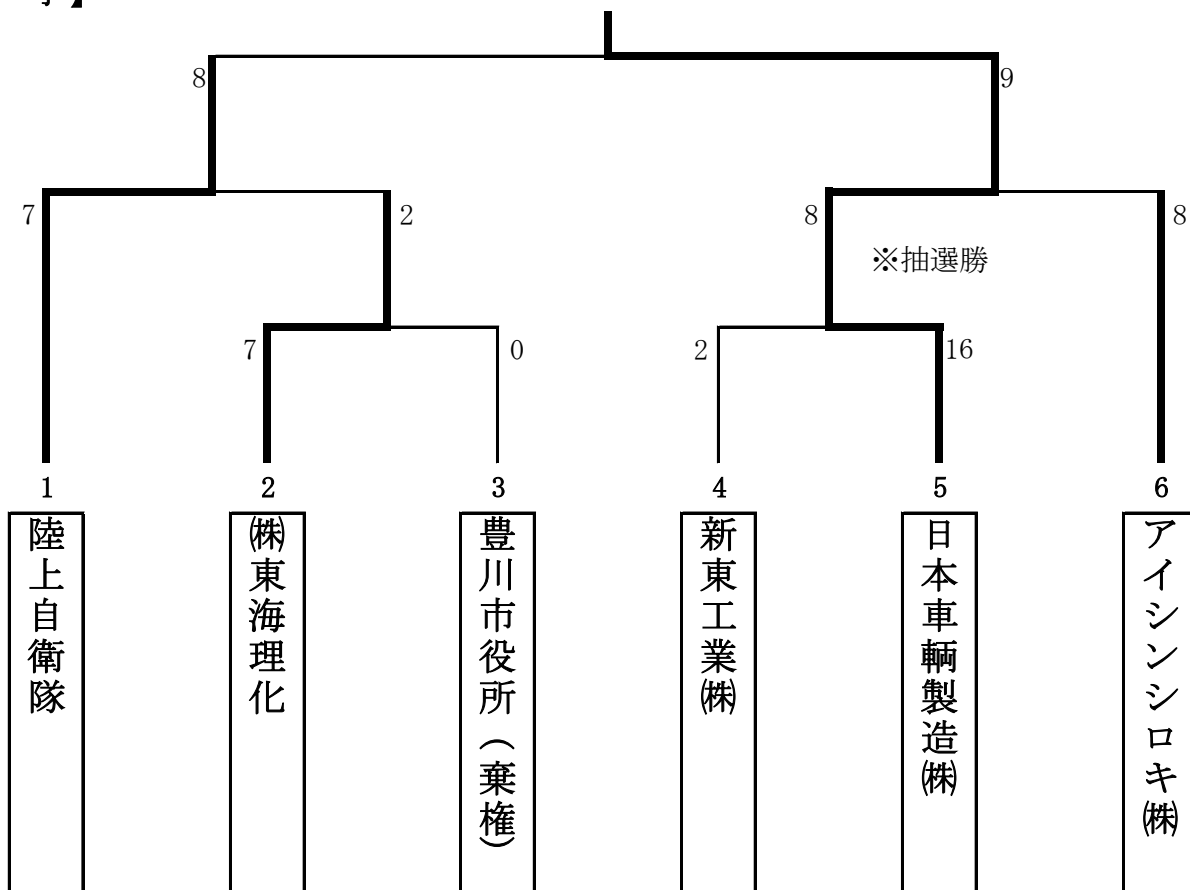 】
8 9
7 2 8 8
※抽選勝
7 0 2 16
1 2 3 4 5 6
陸上自衛隊
㈱東海理化
豊川市役所（棄権）
新東工業㈱
日本車輌製造㈱
アイシンシロキ㈱